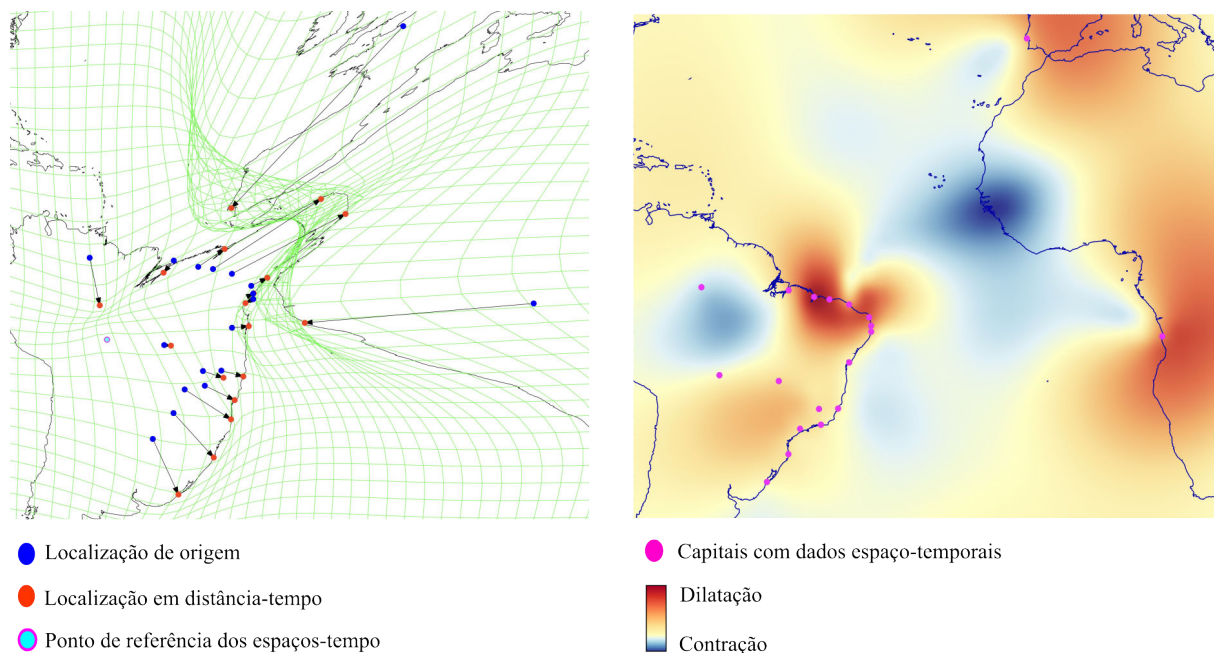 Localização de origem
Localização em distância-tempo
Ponto de referência dos espaços-tempo
Capitais com dados espaço-temporais
Dilatação
Contração